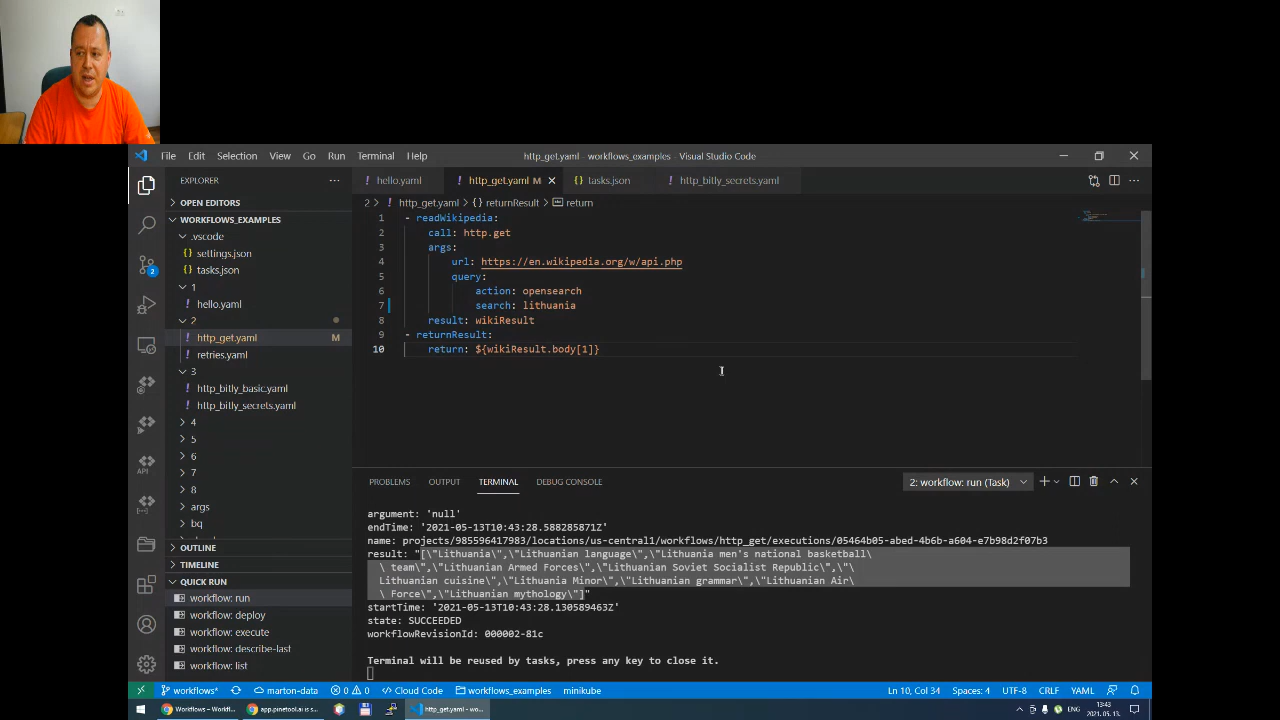 File Edit Selection View Go Run Terminal Help
http_get.yaml - workflows_examples - Visual Studio Code
EXPLORER
OPEN EDITORS
WORKFLOWS_EXAMPLES
.vscode
settings.json
tasks.json
1
hello.yaml
2
http_get.yaml M
retries.yaml
3
http_bitly_basic.yaml
http_bitly_secrets.yaml
4
5
6
7
8
args
bq
OUTLINE
TIMELINE
QUICK RUN
workflow: run
workflow: deploy
workflow: execute
workflow: describe-last
workflow: list
2
API
hello.yaml http_get.yaml M tasks.json http_bitly_secrets.yaml
2 > http_get.yaml > {} returnResult > return
1 - readWikipedia:
2 call: http.get
3 args:
4 url: https://en.wikipedia.org/w/api.php
5 query:
6 action: opensearch
7 search: lithuania
8 result: wikiResult
9 - returnResult:
10 return: ${wikiResult.body[1]}
PROBLEMS OUTPUT TERMINAL DEBUG CONSOLE 2: workflow: run (Task)
argument: 'null'
endTime: '2021-05-13T10:43:28.588285871Z'
name: projects/985596417983/locations/us-central1/workflows/http_get/executions/05464b05-abed-4b6b-a604-e7b98d2f07b3
result: "[\"Lithuania\",\"Lithuanian language\",\"Lithuania men's national basketball\
\ team\",\"Lithuanian Armed Forces\",\"Lithuanian Soviet Socialist Republic\",\"\
Lithuanian cuisine\",\"Lithuania Minor\",\"Lithuanian grammar\",\"Lithuanian Air\
\ Force\",\"Lithuanian mythology\"]"
startTime: '2021-05-13T10:43:28.130589463Z'
state: SUCCEEDED
workflowRevisionId: 000002-81c
Terminal will be reused by tasks, press any key to close it.
workflows* marton-data 0 0 Cloud Code workflows_examples minikube Ln 10, Col 34 Spaces: 4 UTF-8 CRLF YAML
Workflows – Workfl... app.pinetool.ai is s... http_get.yaml - wo... ENG 13:43
2021. 05. 13.